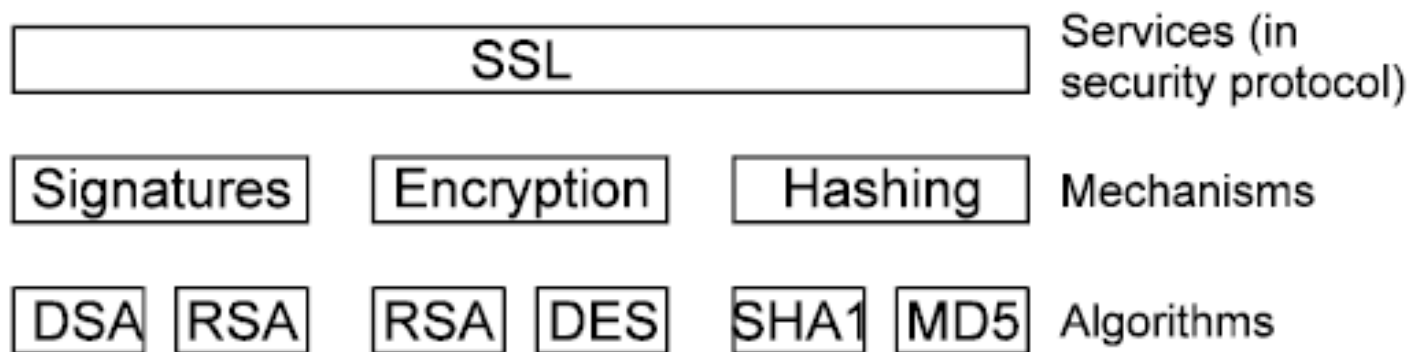 SSL
Services (in
security protocol)
Signatures Encryption Hashing Mechanisms
DSA RSA RSA DES SHA1 MD5 Algorithms